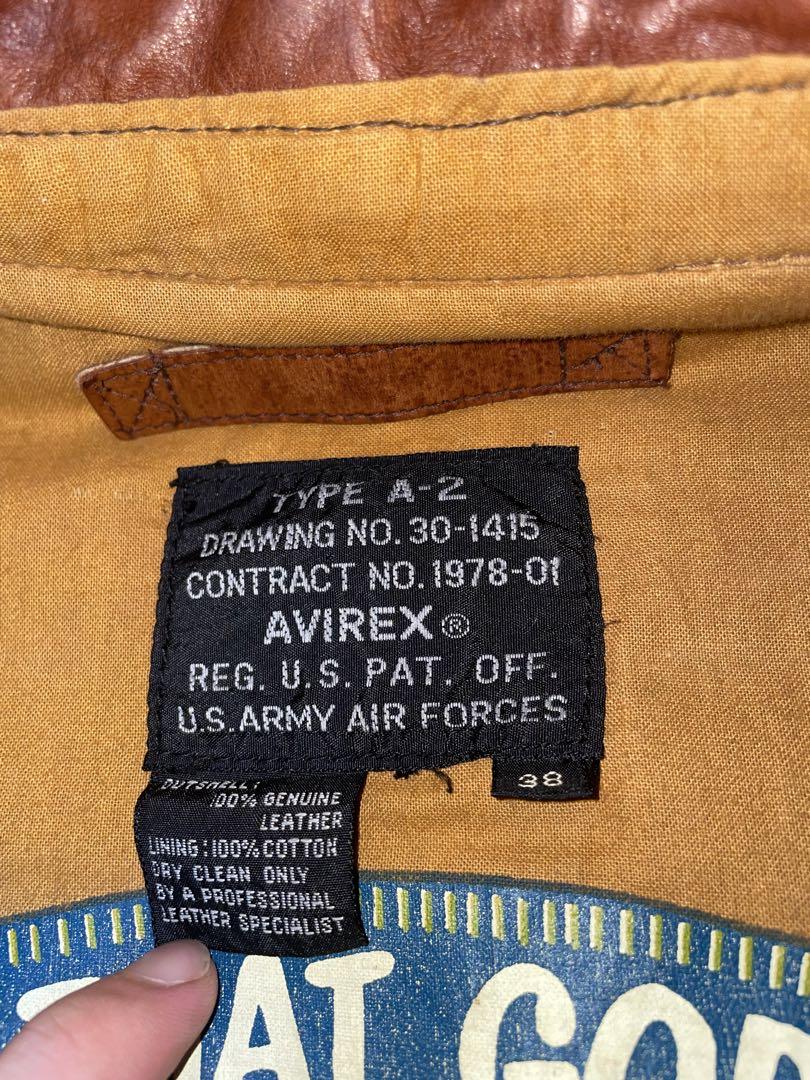 TYPE A-2
DRAWING NO. 30-1415
CONTRACT NO. 1978-01
AVIREX®
REG. U.S. PAT. OFF.
U.S. ARMY AIR FORCES
38
OUTSHELL:
100% GENUINE
LEATHER
LINING: 100% COTTON
DRY CLEAN ONLY
BY A PROFESSIONAL
LEATHER SPECIALIST